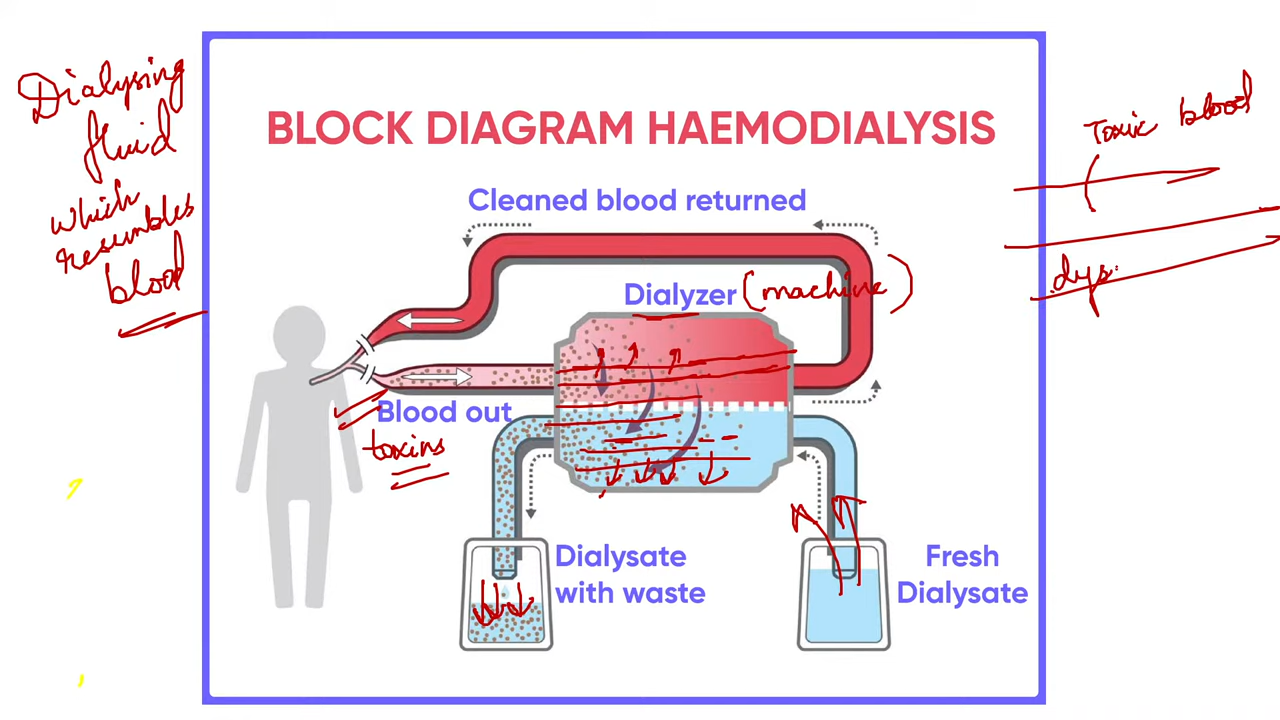 BLOCK DIAGRAM HAEMODIALYSIS
Cleaned blood returned
Dialyzer (machine)
Blood out
toxins
Dialysate
with waste
Fresh
Dialysate
Dialysing
fluid
which
resembles
blood
Toxic blood